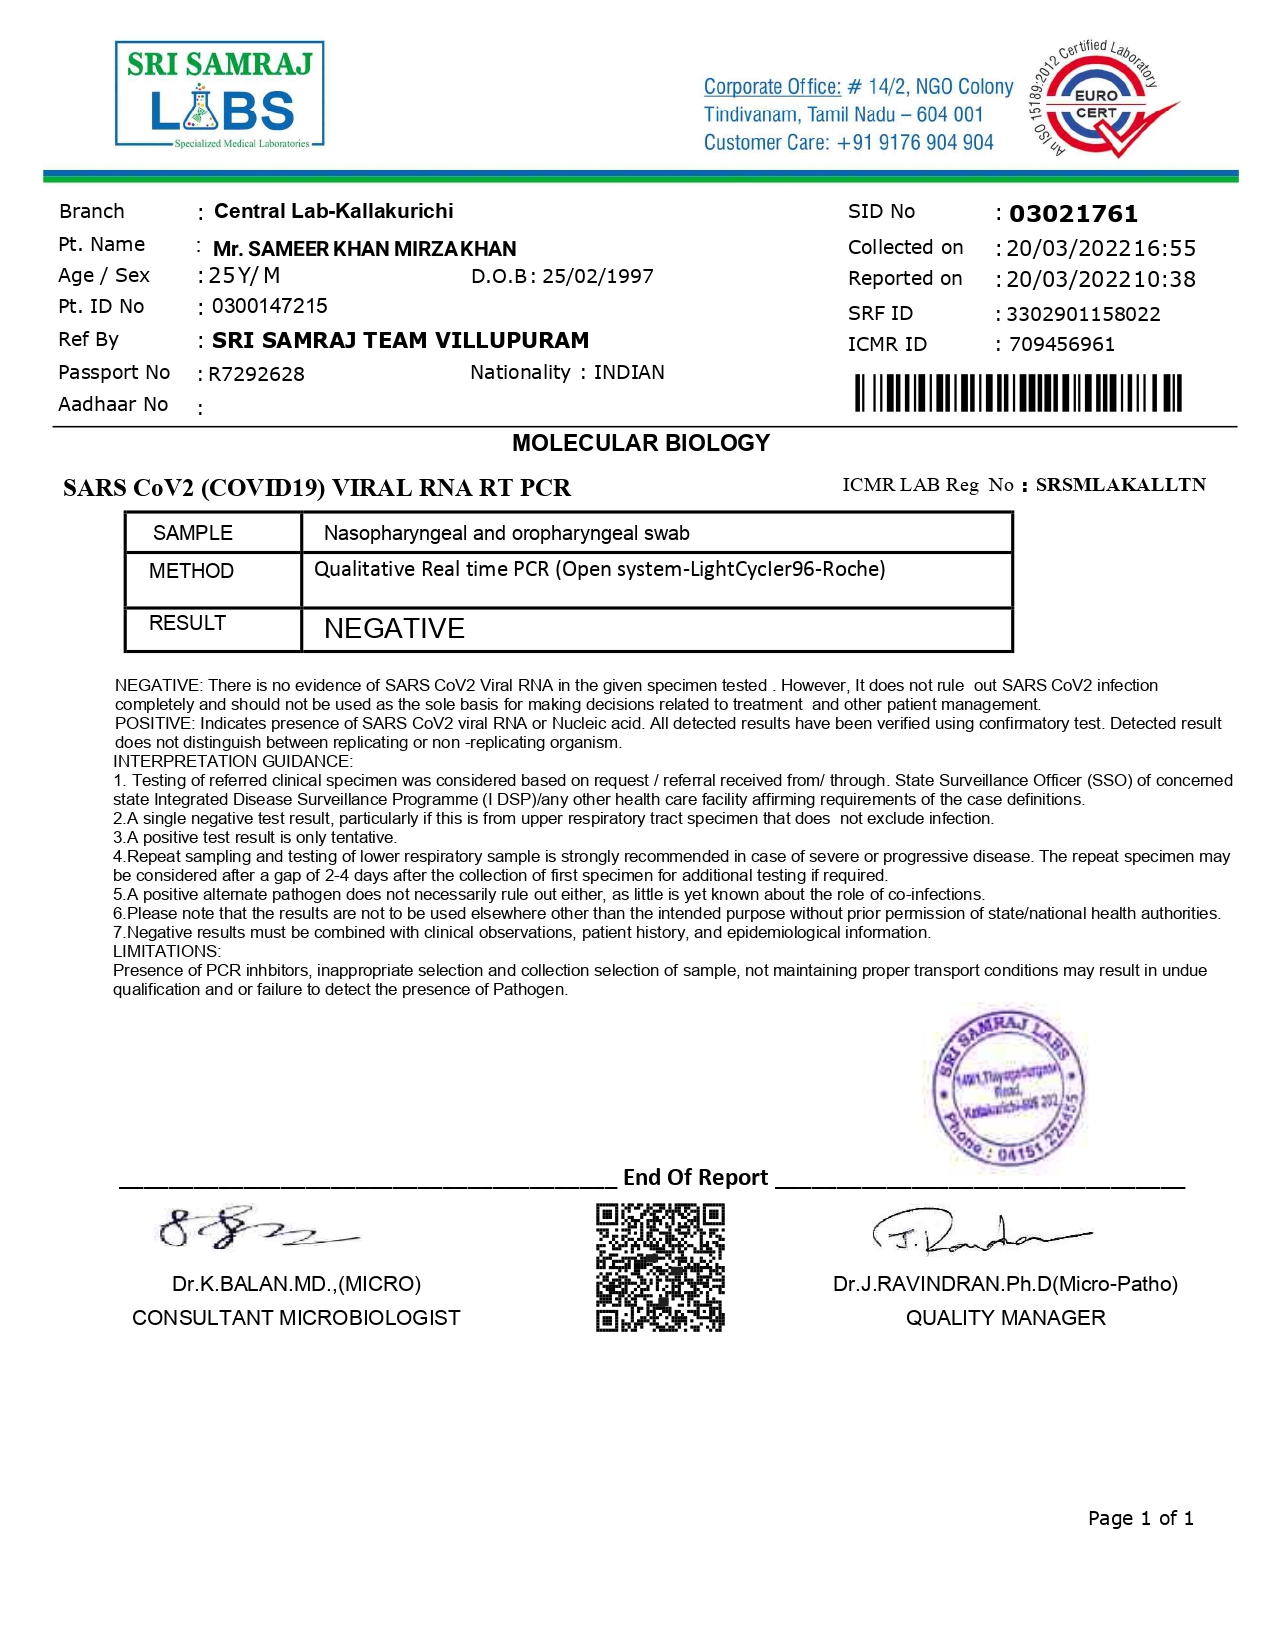 SRI SAMRAJ
LABS
Specialized Medical Laboratories
Corporate Office: # 14/2, NGO Colony
Tindivanam, Tamil Nadu – 604 001
Customer Care: +91 9176 904 904
An ISO 15189:2012 Certified Laboratory
EURO
CERT
Branch : Central Lab-Kallakurichi
SID No : 03021761
Pt. Name : Mr. SAMEER KHAN MIRZA KHAN
Collected on : 20/03/2022 16:55
Age / Sex : 25 Y/ M D.O.B : 25/02/1997
Reported on : 20/03/2022 10:38
Pt. ID No : 0300147215
SRF ID : 3302901158022
Ref By : SRI SAMRAJ TEAM VILLUPURAM
ICMR ID : 709456961
Passport No : R7292628 Nationality : INDIAN
Aadhaar No :
MOLECULAR BIOLOGY
SARS CoV2 (COVID19) VIRAL RNA RT PCR
ICMR LAB Reg No : SRSMLAKALLTN
SAMPLE Nasopharyngeal and oropharyngeal swab
METHOD Qualitative Real time PCR (Open system-LightCycler96-Roche)
RESULT NEGATIVE
NEGATIVE: There is no evidence of SARS CoV2 Viral RNA in the given specimen tested . However, It does not rule out SARS CoV2 infection
completely and should not be used as the sole basis for making decisions related to treatment and other patient management.
POSITIVE: Indicates presence of SARS CoV2 viral RNA or Nucleic acid. All detected results have been verified using confirmatory test. Detected result
does not distinguish between replicating or non -replicating organism.
INTERPRETATION GUIDANCE:
1. Testing of referred clinical specimen was considered based on request / referral received from/ through. State Surveillance Officer (SSO) of concerned
state Integrated Disease Surveillance Programme (I DSP)/any other health care facility affirming requirements of the case definitions.
2.A single negative test result, particularly if this is from upper respiratory tract specimen that does not exclude infection.
3.A positive test result is only tentative.
4.Repeat sampling and testing of lower respiratory sample is strongly recommended in case of severe or progressive disease. The repeat specimen may
be considered after a gap of 2-4 days after the collection of first specimen for additional testing if required.
5.A positive alternate pathogen does not necessarily rule out either, as little is yet known about the role of co-infections.
6.Please note that the results are not to be used elsewhere other than the intended purpose without prior permission of state/national health authorities.
7.Negative results must be combined with clinical observations, patient history, and epidemiological information.
LIMITATIONS:
Presence of PCR inhbitors, inappropriate selection and collection selection of sample, not maintaining proper transport conditions may result in undue
qualification and or failure to detect the presence of Pathogen.
SRI SAMRAJ LABS
Road,
Phone : 04151 224455
End Of Report
J. Ravindran
Dr.K.BALAN.MD.,(MICRO)
Dr.J.RAVINDRAN.Ph.D(Micro-Patho)
CONSULTANT MICROBIOLOGIST
QUALITY MANAGER
Page 1 of 1